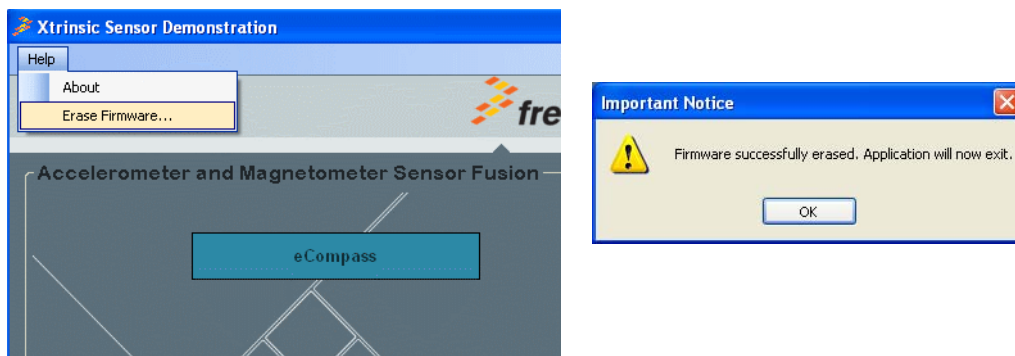 Xtrinsic Sensor Demonstration
Help
About
Erase Firmware...
fre
Accelerometer and Magnetometer Sensor Fusion
eCompass
Important Notice
Firmware successfully erased. Application will now exit.
OK